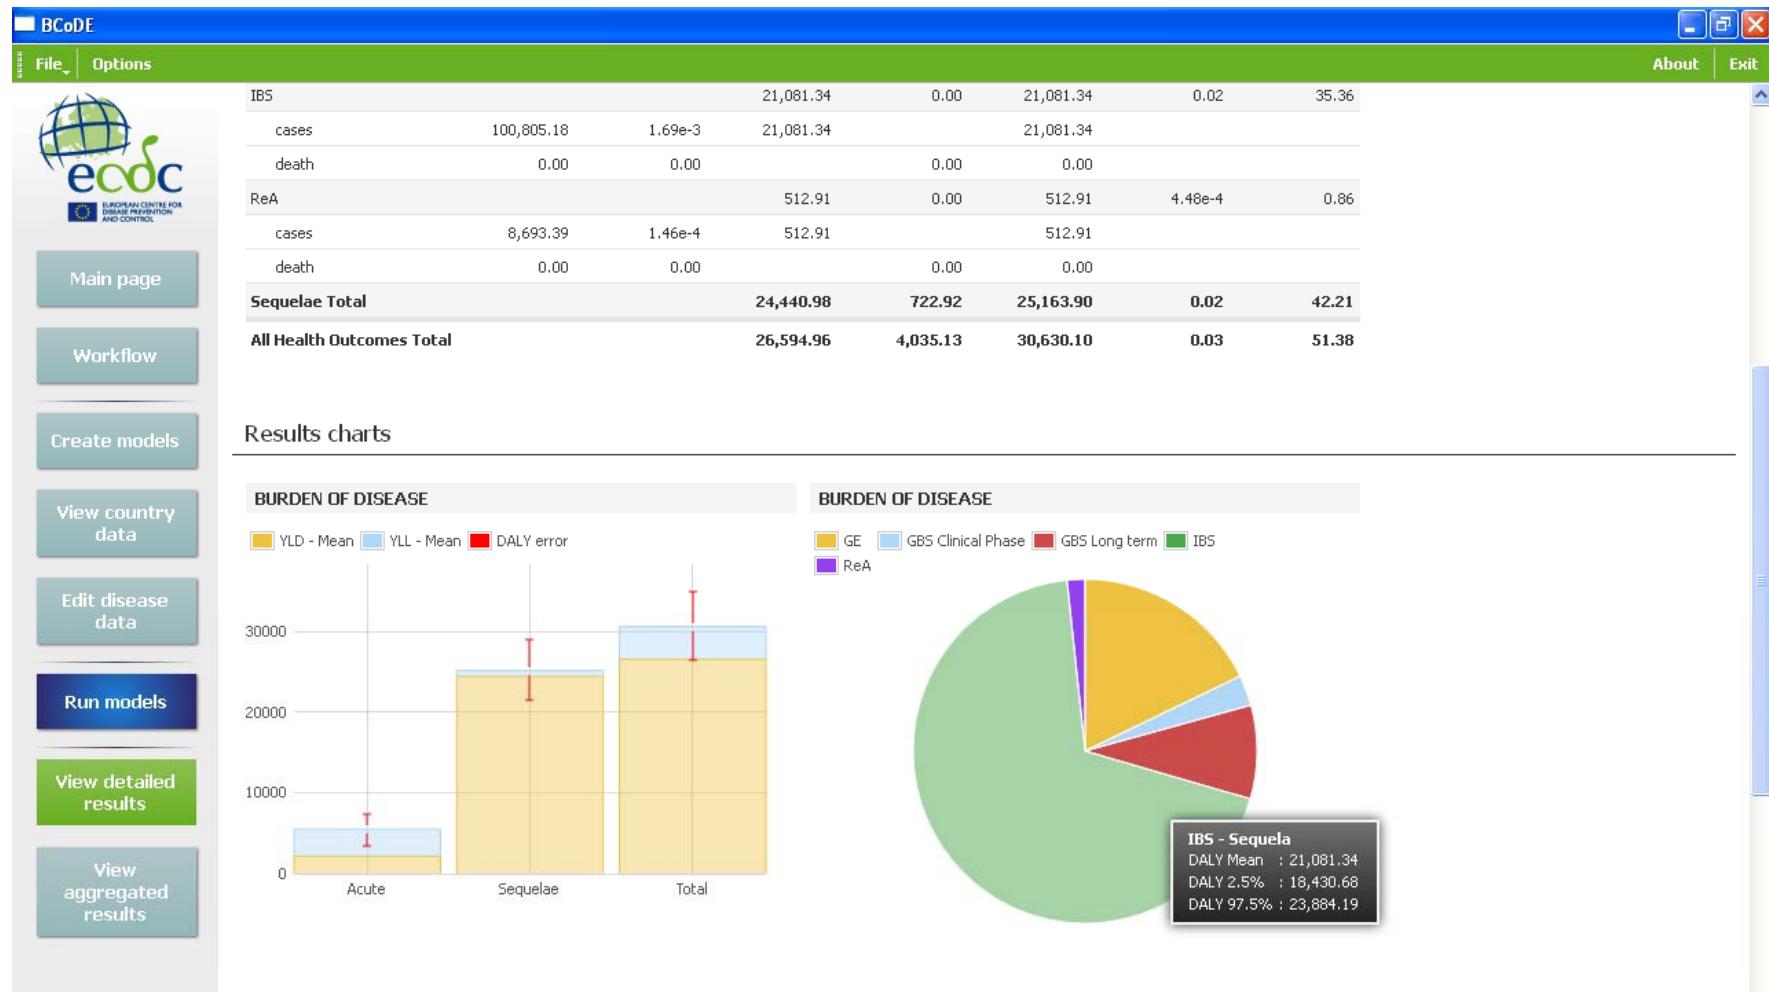 BCoDE
File Options About Exit
ecdc
EUROPEAN CENTRE FOR
DISEASE PREVENTION
AND CONTROL
Main page
Workflow
Create models
View country
data
Edit disease
data
Run models
View detailed
results
View
aggregated
results
IBS 21,081.34 0.00 21,081.34 0.02 35.36
cases 100,805.18 1.69e-3 21,081.34 21,081.34
death 0.00 0.00 0.00 0.00
ReA 512.91 0.00 512.91 4.48e-4 0.86
cases 8,693.39 1.46e-4 512.91 512.91
death 0.00 0.00 0.00 0.00
Sequelae Total 24,440.98 722.92 25,163.90 0.02 42.21
All Health Outcomes Total 26,594.96 4,035.13 30,630.10 0.03 51.38
Results charts
BURDEN OF DISEASE
YLD - Mean YLL - Mean DALY error
30000
20000
10000
0
Acute Sequelae Total
BURDEN OF DISEASE
GE GBS Clinical Phase GBS Long term IBS
ReA
IBS - Sequela
DALY Mean : 21,081.34
DALY 2.5% : 18,430.68
DALY 97.5% : 23,884.19